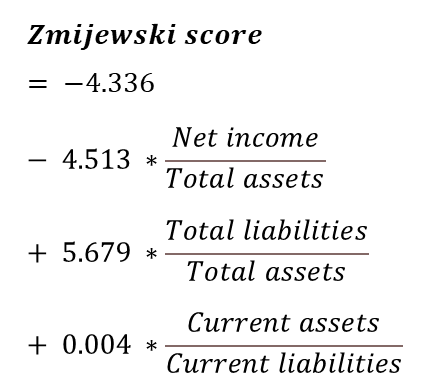 Zmijewski score
= −4.336
− 4.513 * Net income / Total assets
+ 5.679 * Total liabilities / Total assets
+ 0.004 * Current assets / Current liabilities